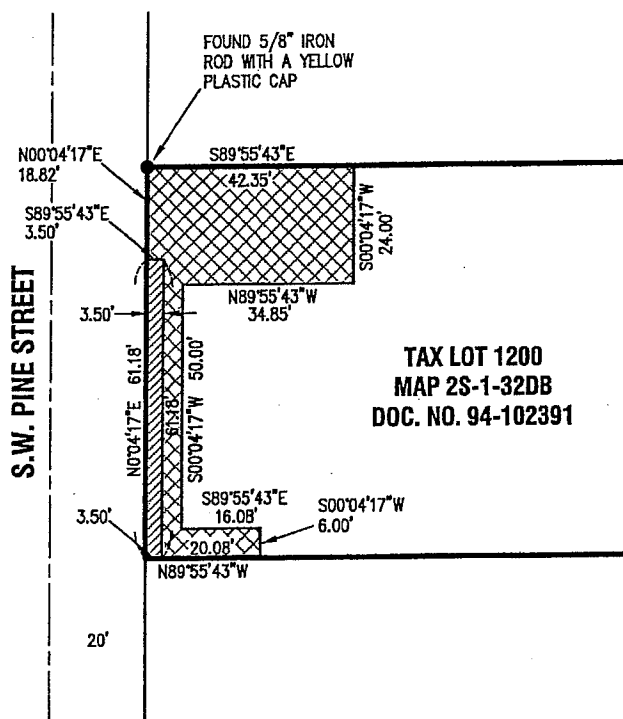 FOUND 5/8" IRON
ROD WITH A YELLOW
PLASTIC CAP
N00°04'17"E
18.82'
S89°55'43"E
42.35'
S89°55'43"E
3.50'
S00°04'17"W
24.00'
N89°55'43"W
34.85'
3.50'
S.W. PINE STREET
N0°04'17"E 61.18'
61.18'
S00°04'17"W 50.00'
TAX LOT 1200
MAP 2S-1-32DB
DOC. NO. 94-102391
S89°55'43"E
16.08'
S00°04'17"W
6.00'
3.50'
20.08'
N89°55'43"W
20'